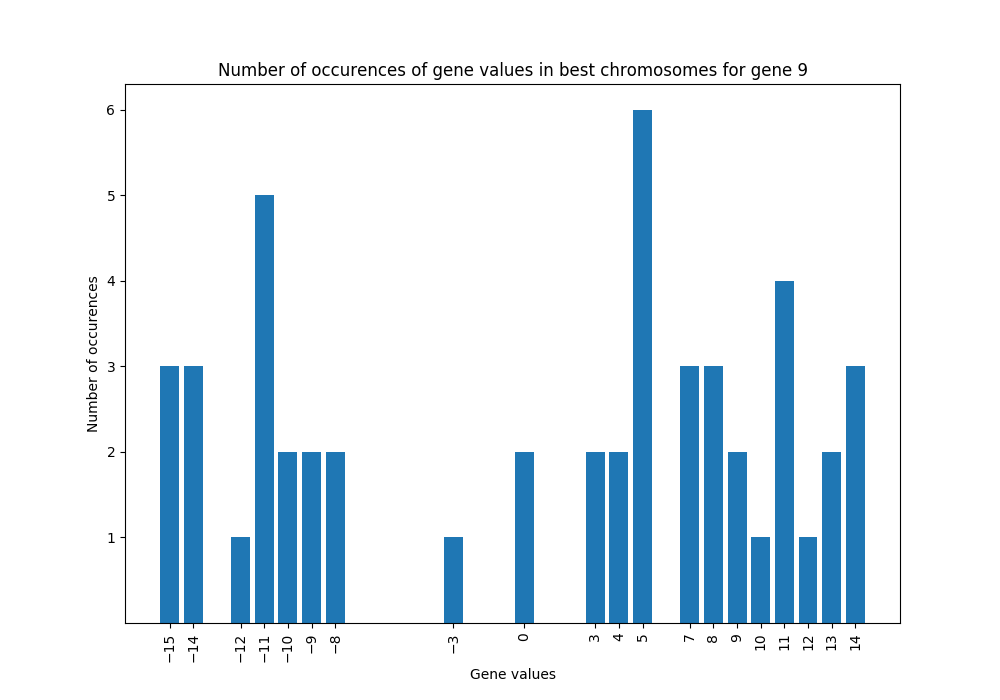 Number of occurences of gene values in best chromosomes for gene 9
6
5
4
3
2
1
Number of occurences
−15 −14 −12 −11 −10 −9 −8 −3 0 3 4 5 7 8 9 10 11 12 13 14
Gene values